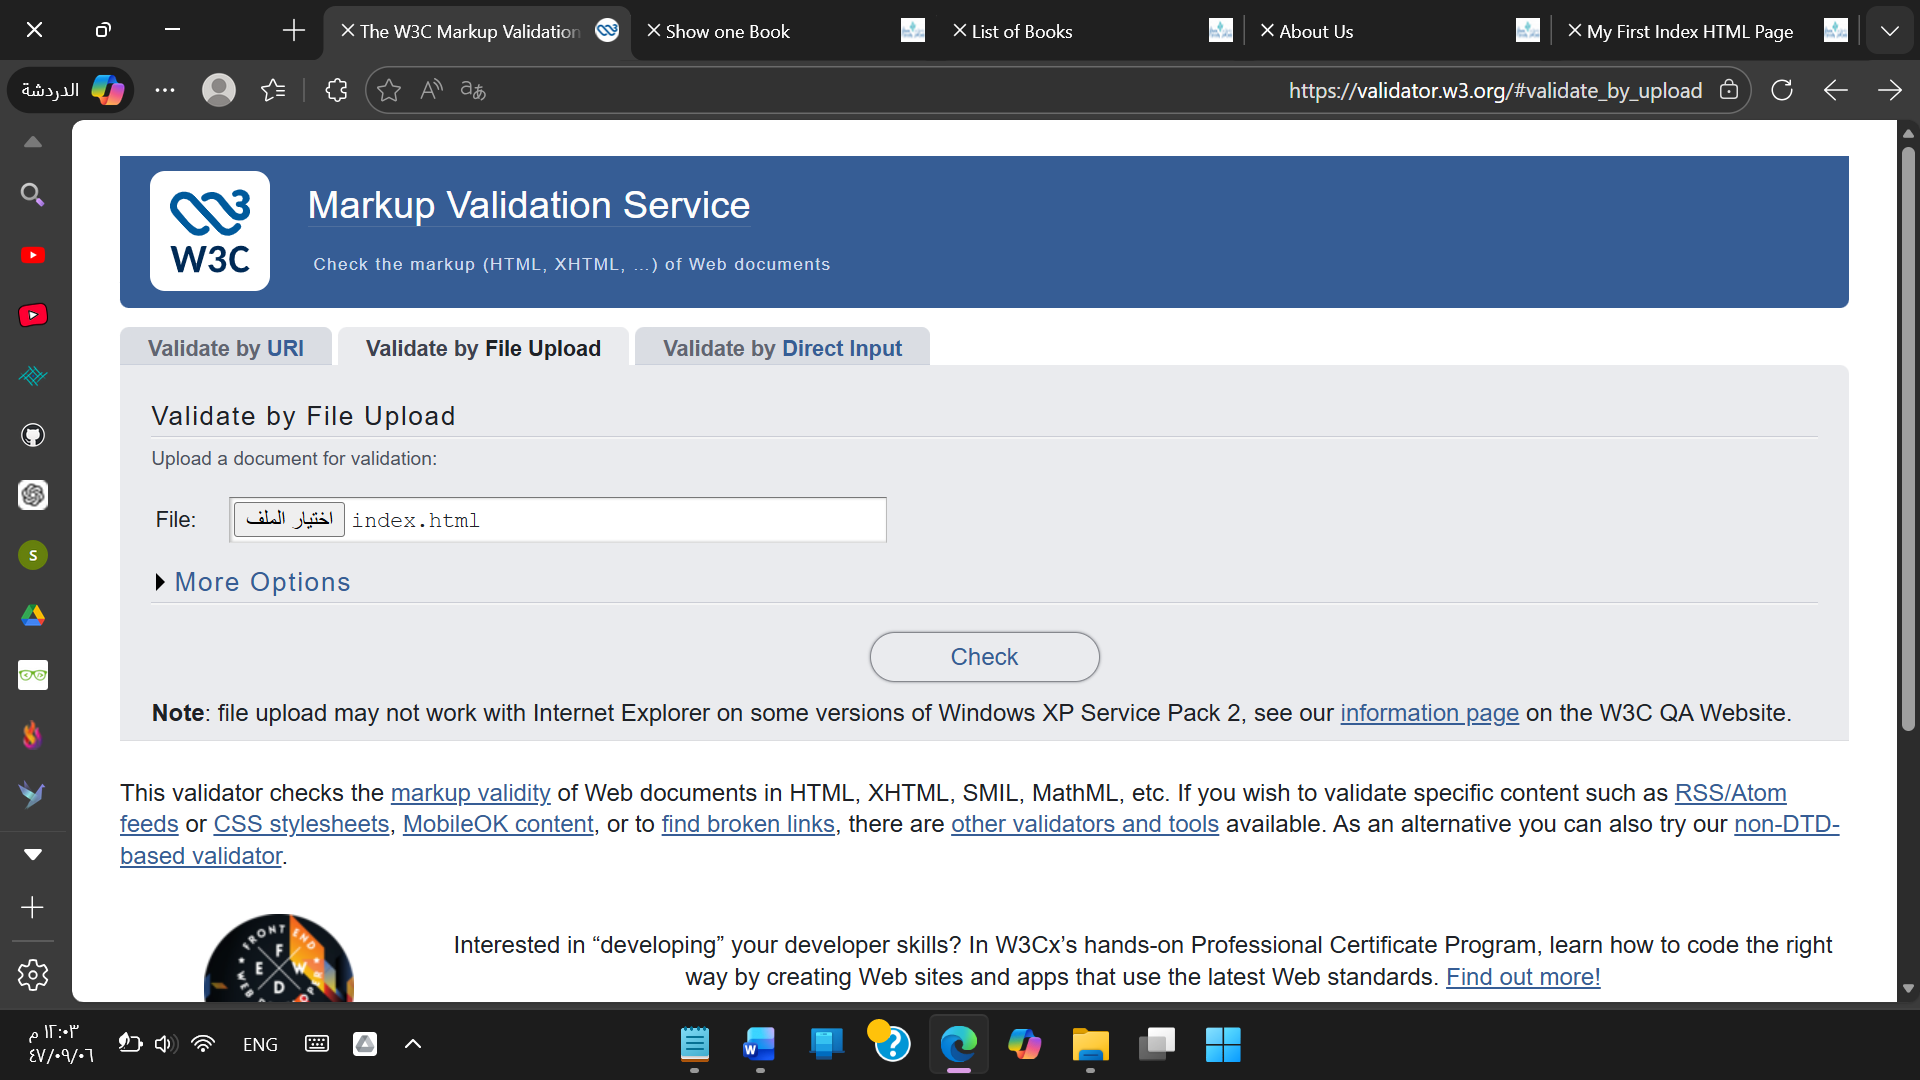 The W3C Markup Validation
Show one Book
List of Books
About Us
My First Index HTML Page
الدردشة
https://validator.w3.org/#validate_by_upload
W3C
Markup Validation Service
Check the markup (HTML, XHTML, ...) of Web documents
Validate by URI
Validate by File Upload
Validate by Direct Input
Validate by File Upload
Upload a document for validation:
File: اختيار الملف index.html
More Options
Check
Note: file upload may not work with Internet Explorer on some versions of Windows XP Service Pack 2, see our information page on the W3C QA Website.
This validator checks the markup validity of Web documents in HTML, XHTML, SMIL, MathML, etc. If you wish to validate specific content such as RSS/Atom
feeds or CSS stylesheets, MobileOK content, or to find broken links, there are other validators and tools available. As an alternative you can also try our non-DTD-
based validator.
FRONT END
F E W D
Interested in “developing” your developer skills? In W3Cx’s hands-on Professional Certificate Program, learn how to code the right
way by creating Web sites and apps that use the latest Web standards. Find out more!
S
١٢:٠٣ م
٤٧/٠٩/٠٦
ENG